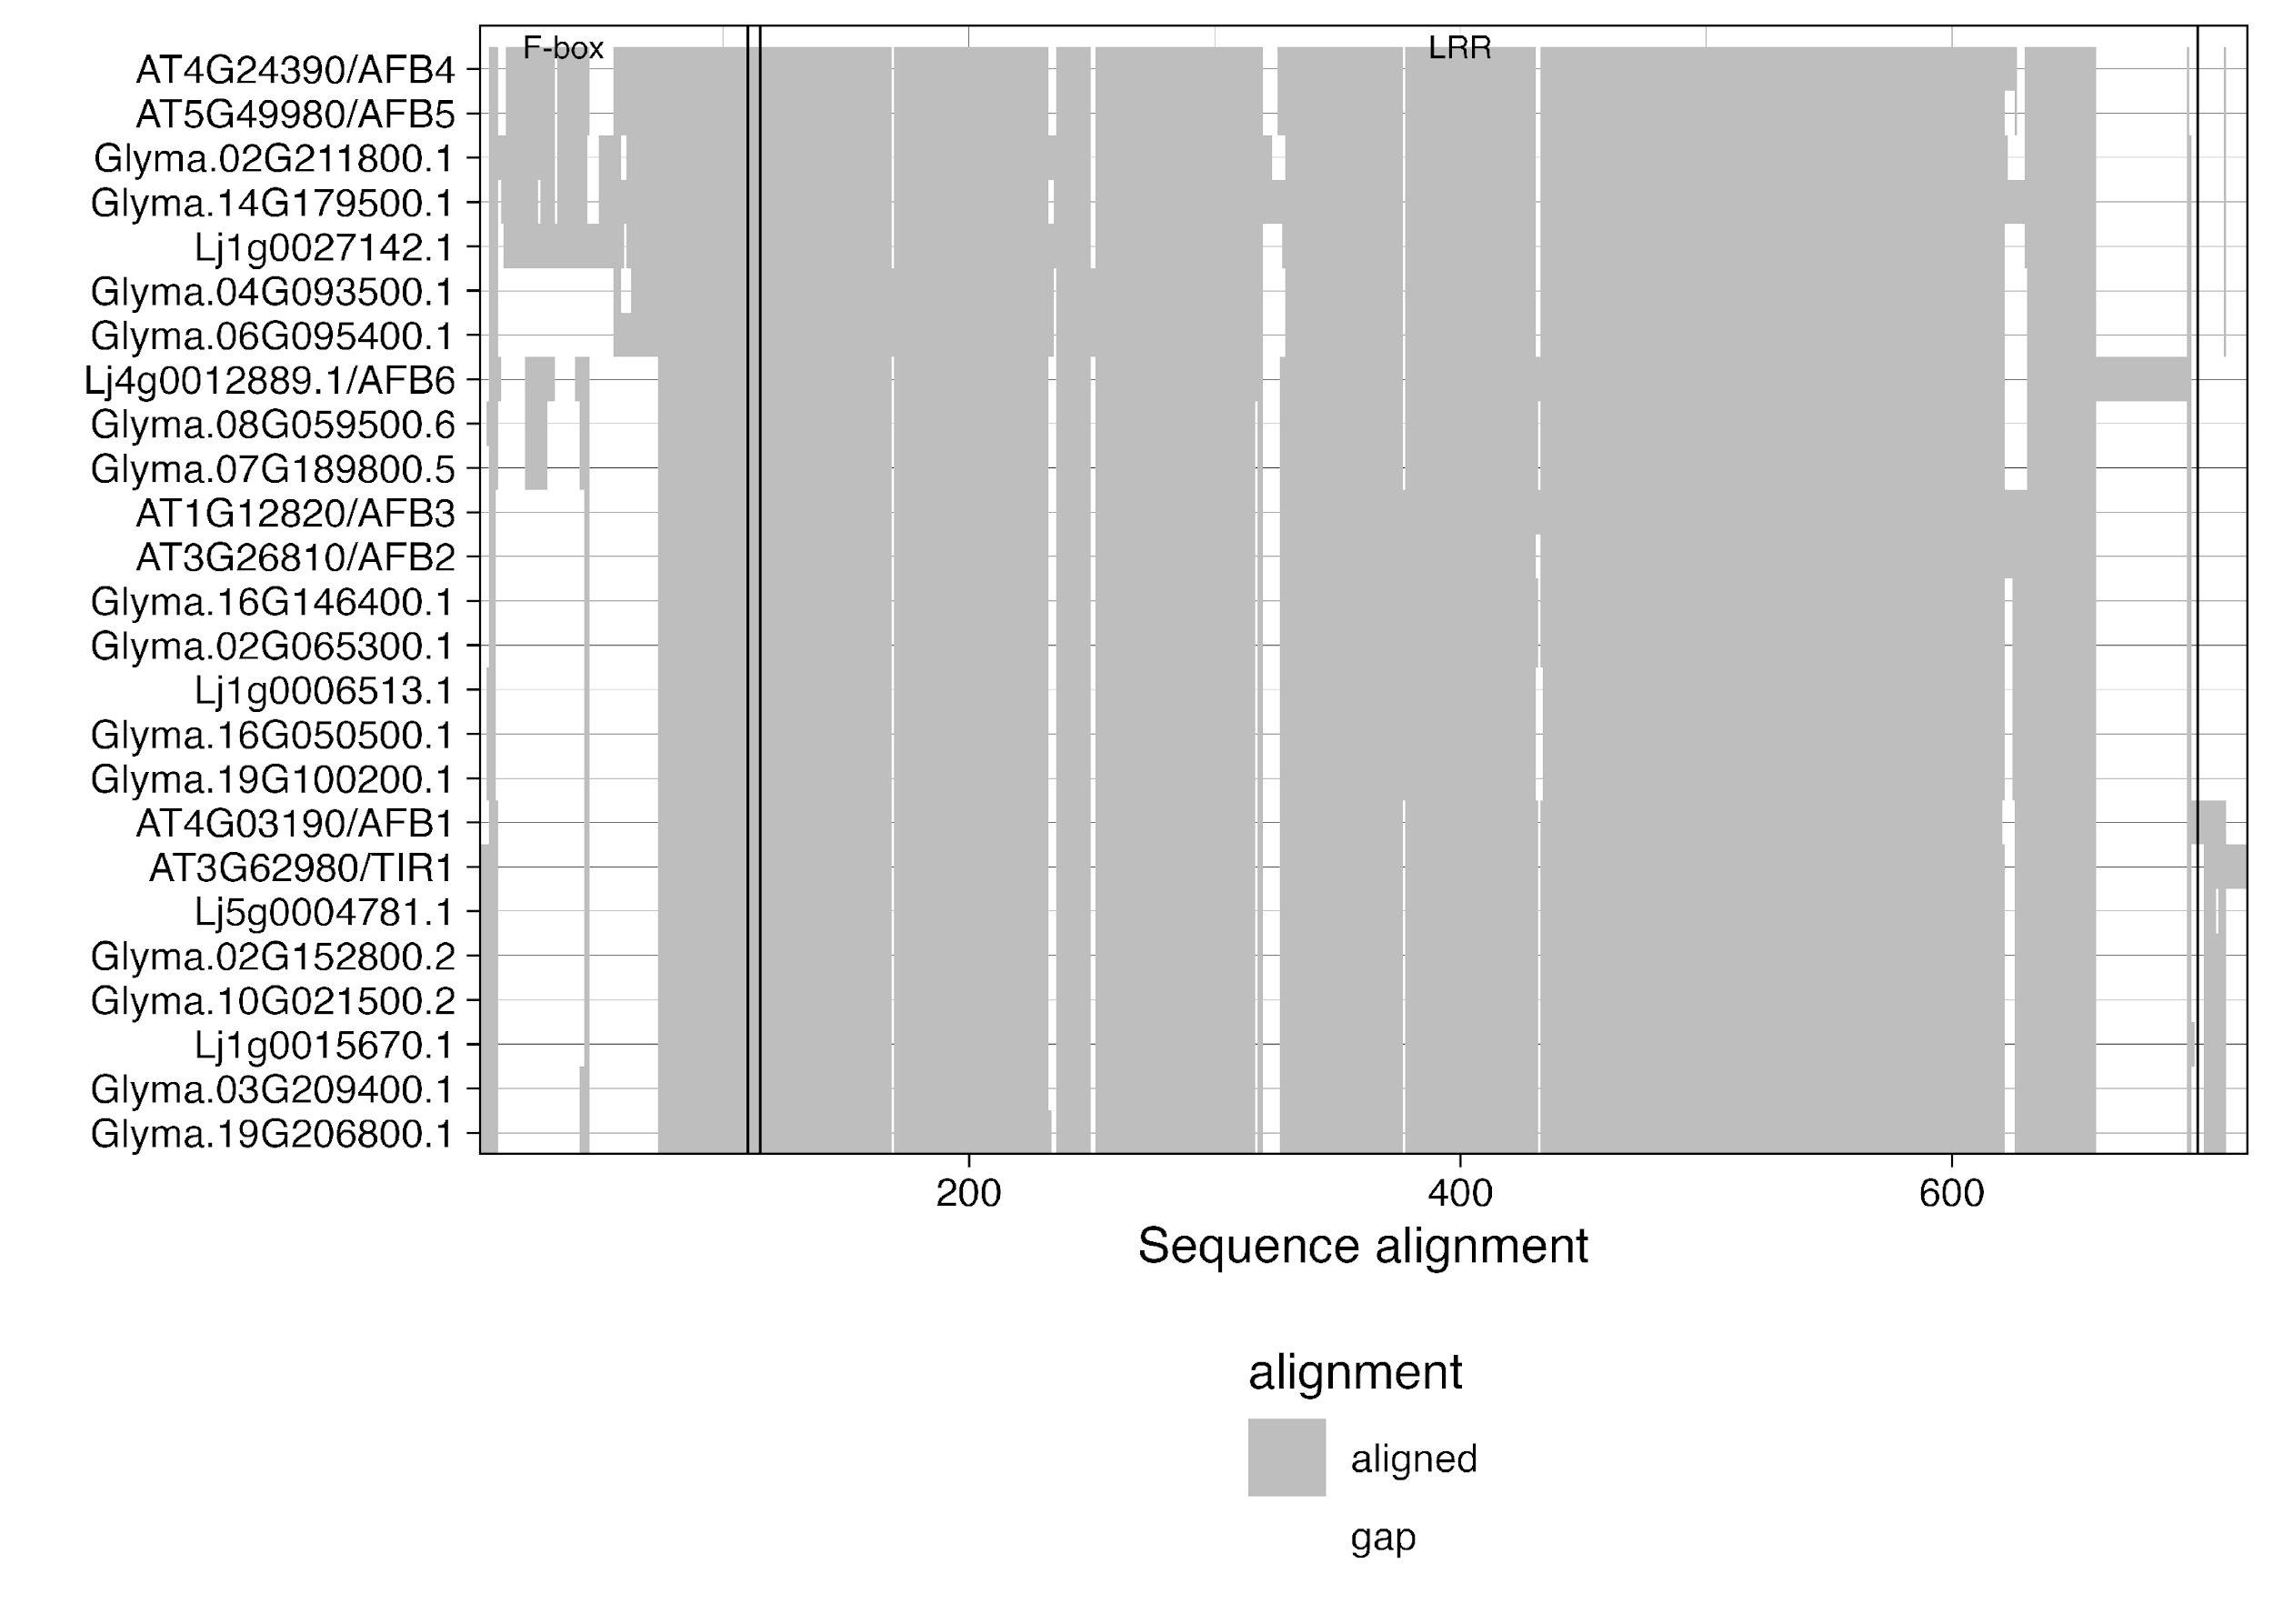 F-box LRR
AT4G24390/AFB4
AT5G49980/AFB5
Glyma.02G211800.1
Glyma.14G179500.1
Lj1g0027142.1
Glyma.04G093500.1
Glyma.06G095400.1
Lj4g0012889.1/AFB6
Glyma.08G059500.6
Glyma.07G189800.5
AT1G12820/AFB3
AT3G26810/AFB2
Glyma.16G146400.1
Glyma.02G065300.1
Lj1g0006513.1
Glyma.16G050500.1
Glyma.19G100200.1
AT4G03190/AFB1
AT3G62980/TIR1
Lj5g0004781.1
Glyma.02G152800.2
Glyma.10G021500.2
Lj1g0015670.1
Glyma.03G209400.1
Glyma.19G206800.1
200 400 600
Sequence alignment
alignment
aligned
gap